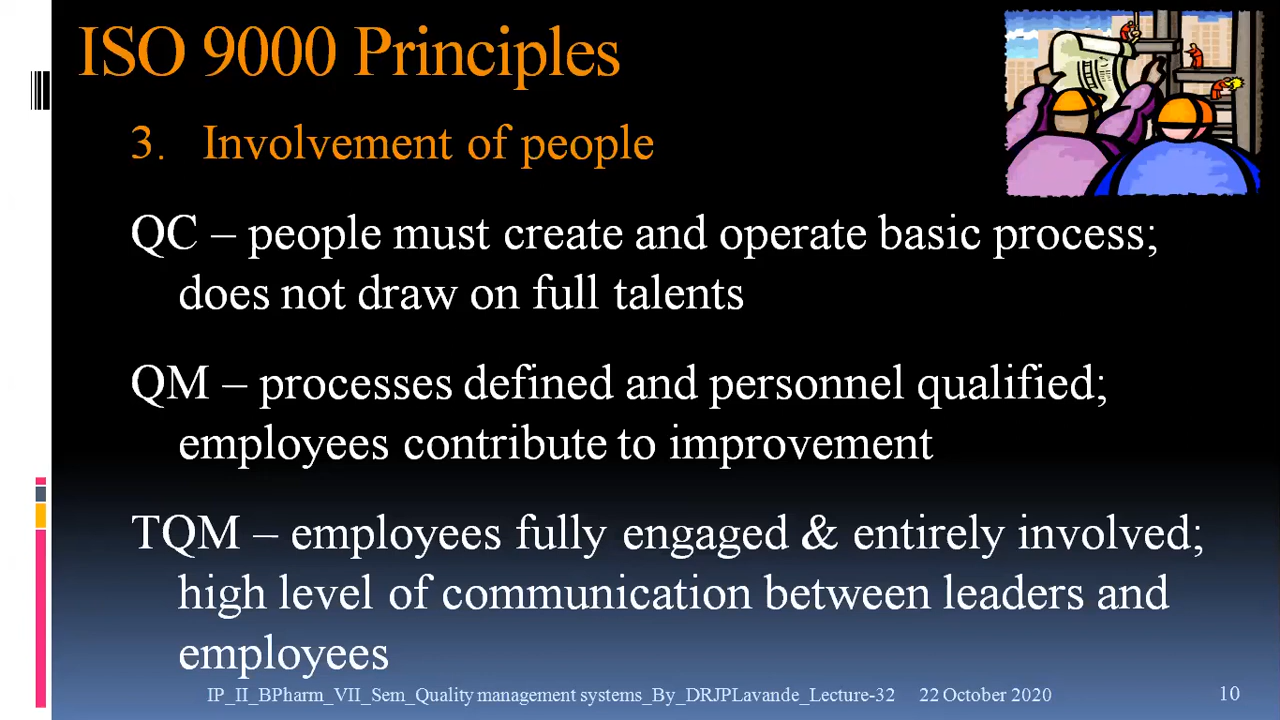 ISO 9000 Principles
3. Involvement of people
QC – people must create and operate basic process;
does not draw on full talents
QM – processes defined and personnel qualified;
employees contribute to improvement
TQM – employees fully engaged & entirely involved;
high level of communication between leaders and
employees
IP_II_BPharm_VII_Sem_Quality management systems_By_DRJPLavande_Lecture-32 22 October 2020 10